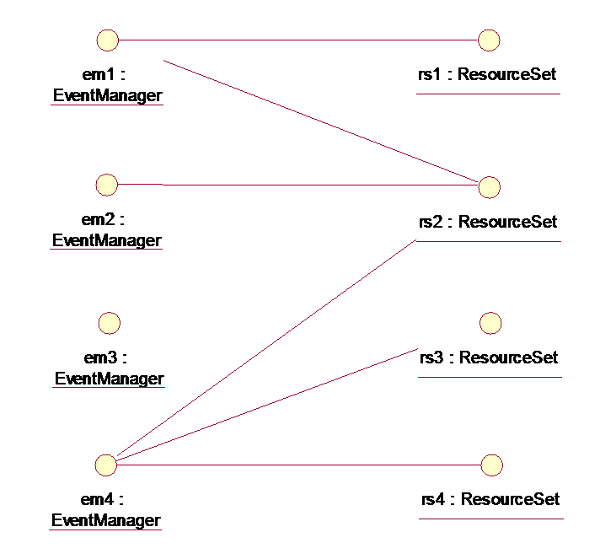 em1 :
EventManager
rs1 : ResourceSet
em2 :
EventManager
rs2 : ResourceSet
em3 :
EventManager
rs3 : ResourceSet
em4 :
EventManager
rs4 : ResourceSet